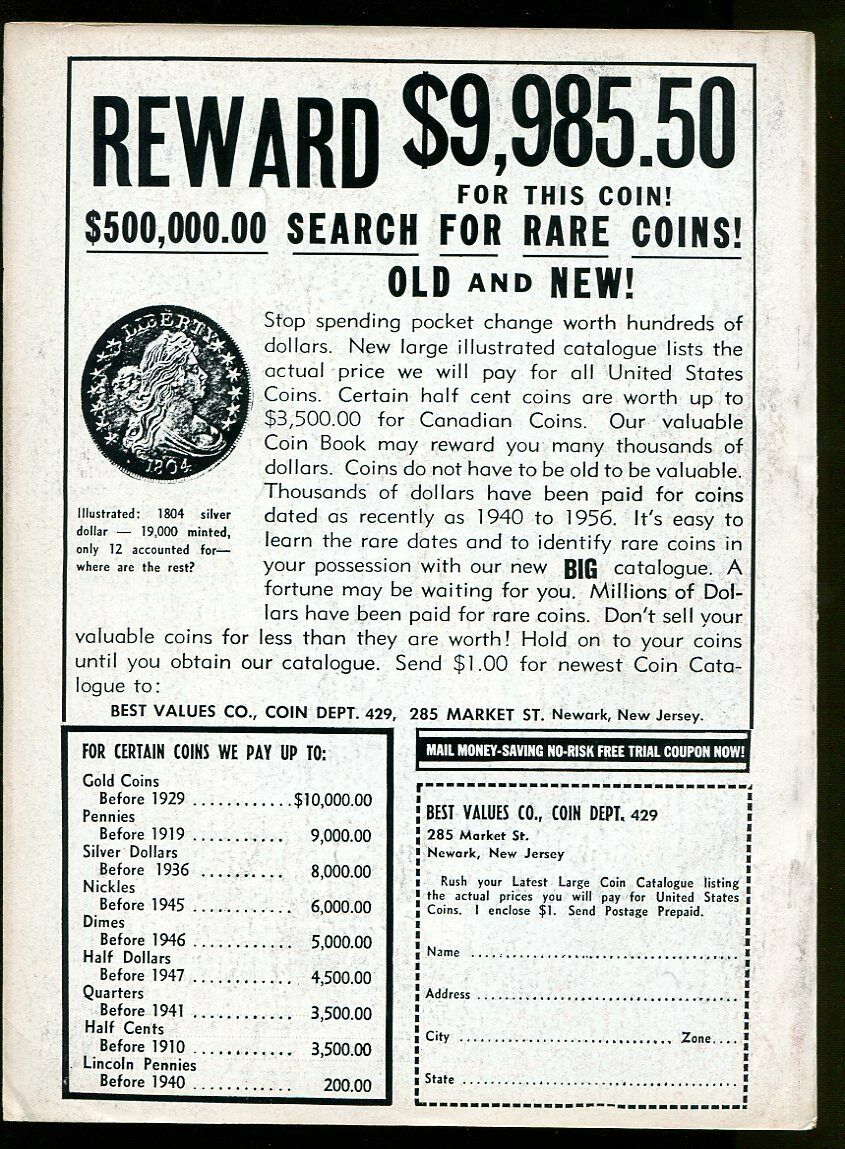 REWARD $9,985.50
FOR THIS COIN!
$500,000.00 SEARCH FOR RARE COINS!
OLD AND NEW!
LIBERTY
1804
Illustrated: 1804 silver
dollar — 19,000 minted,
only 12 accounted for—
where are the rest?
Stop spending pocket change worth hundreds of
dollars. New large illustrated catalogue lists the
actual price we will pay for all United States
Coins. Certain half cent coins are worth up to
$3,500.00 for Canadian Coins. Our valuable
Coin Book may reward you many thousands of
dollars. Coins do not have to be old to be valuable.
Thousands of dollars have been paid for coins
dated as recently as 1940 to 1956. It's easy to
learn the rare dates and to identify rare coins in
your possession with our new BIG catalogue. A
fortune may be waiting for you. Millions of Dol-
lars have been paid for rare coins. Don't sell your
valuable coins for less than they are worth! Hold on to your coins
until you obtain our catalogue. Send $1.00 for newest Coin Cata-
logue to:
BEST VALUES CO., COIN DEPT. 429, 285 MARKET ST. Newark, New Jersey.
FOR CERTAIN COINS WE PAY UP TO:
Gold Coins
Before 1929 ............$10,000.00
Pennies
Before 1919 ............ 9,000.00
Silver Dollars
Before 1936 .......... 8,000.00
Nickles
Before 1945 ............ 6,000.00
Dimes
Before 1946 ............ 5,000.00
Half Dollars
Before 1947 ............ 4,500.00
Quarters
Before 1941 ............ 3,500.00
Half Cents
Before 1910 ............ 3,500.00
Lincoln Pennies
Before 1940 ............ 200.00
MAIL MONEY-SAVING NO-RISK FREE TRIAL COUPON NOW!
BEST VALUES CO., COIN DEPT. 429
285 Market St.
Newark, New Jersey
Rush your Latest Large Coin Catalogue listing
the actual prices you will pay for United States
Coins. I enclose $1. Send Postage Prepaid.
Name ..........................................
Address ........................................
City ................................. Zone....
State ..........................................